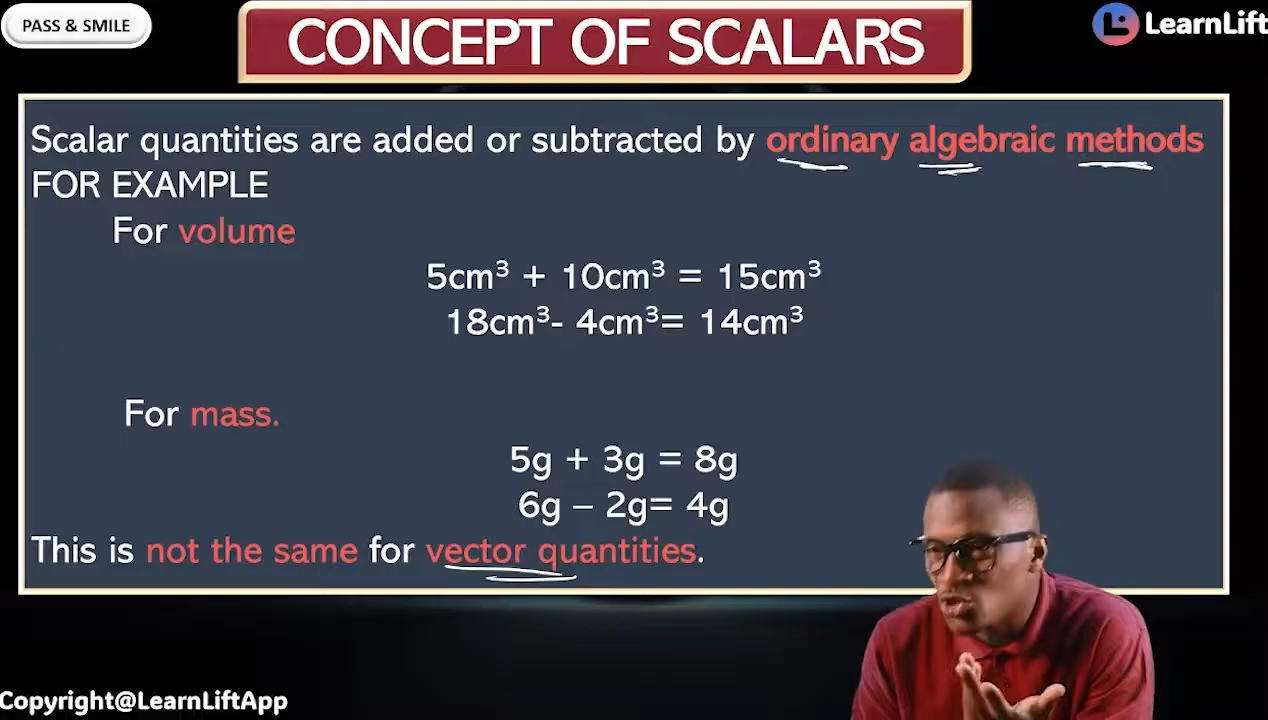 PASS & SMILE
CONCEPT OF SCALARS
LearnLift
Scalar quantities are added or subtracted by ordinary algebraic methods
FOR EXAMPLE
For volume
5cm³ + 10cm³ = 15cm³
18cm³- 4cm³= 14cm³
For mass.
5g + 3g = 8g
6g – 2g= 4g
This is not the same for vector quantities.
Copyright@LearnLiftApp